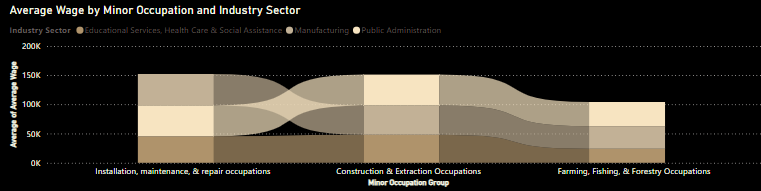 Average Wage by Minor Occupation and Industry Sector
Industry Sector Educational Services, Health Care & Social Assistance Manufacturing Public Administration
200K
150K
100K
50K
0K
Average of Average Wage
Installation, maintenance, & repair occupations Construction & Extraction Occupations Farming, Fishing, & Forestry Occupations
Minor Occupation Group